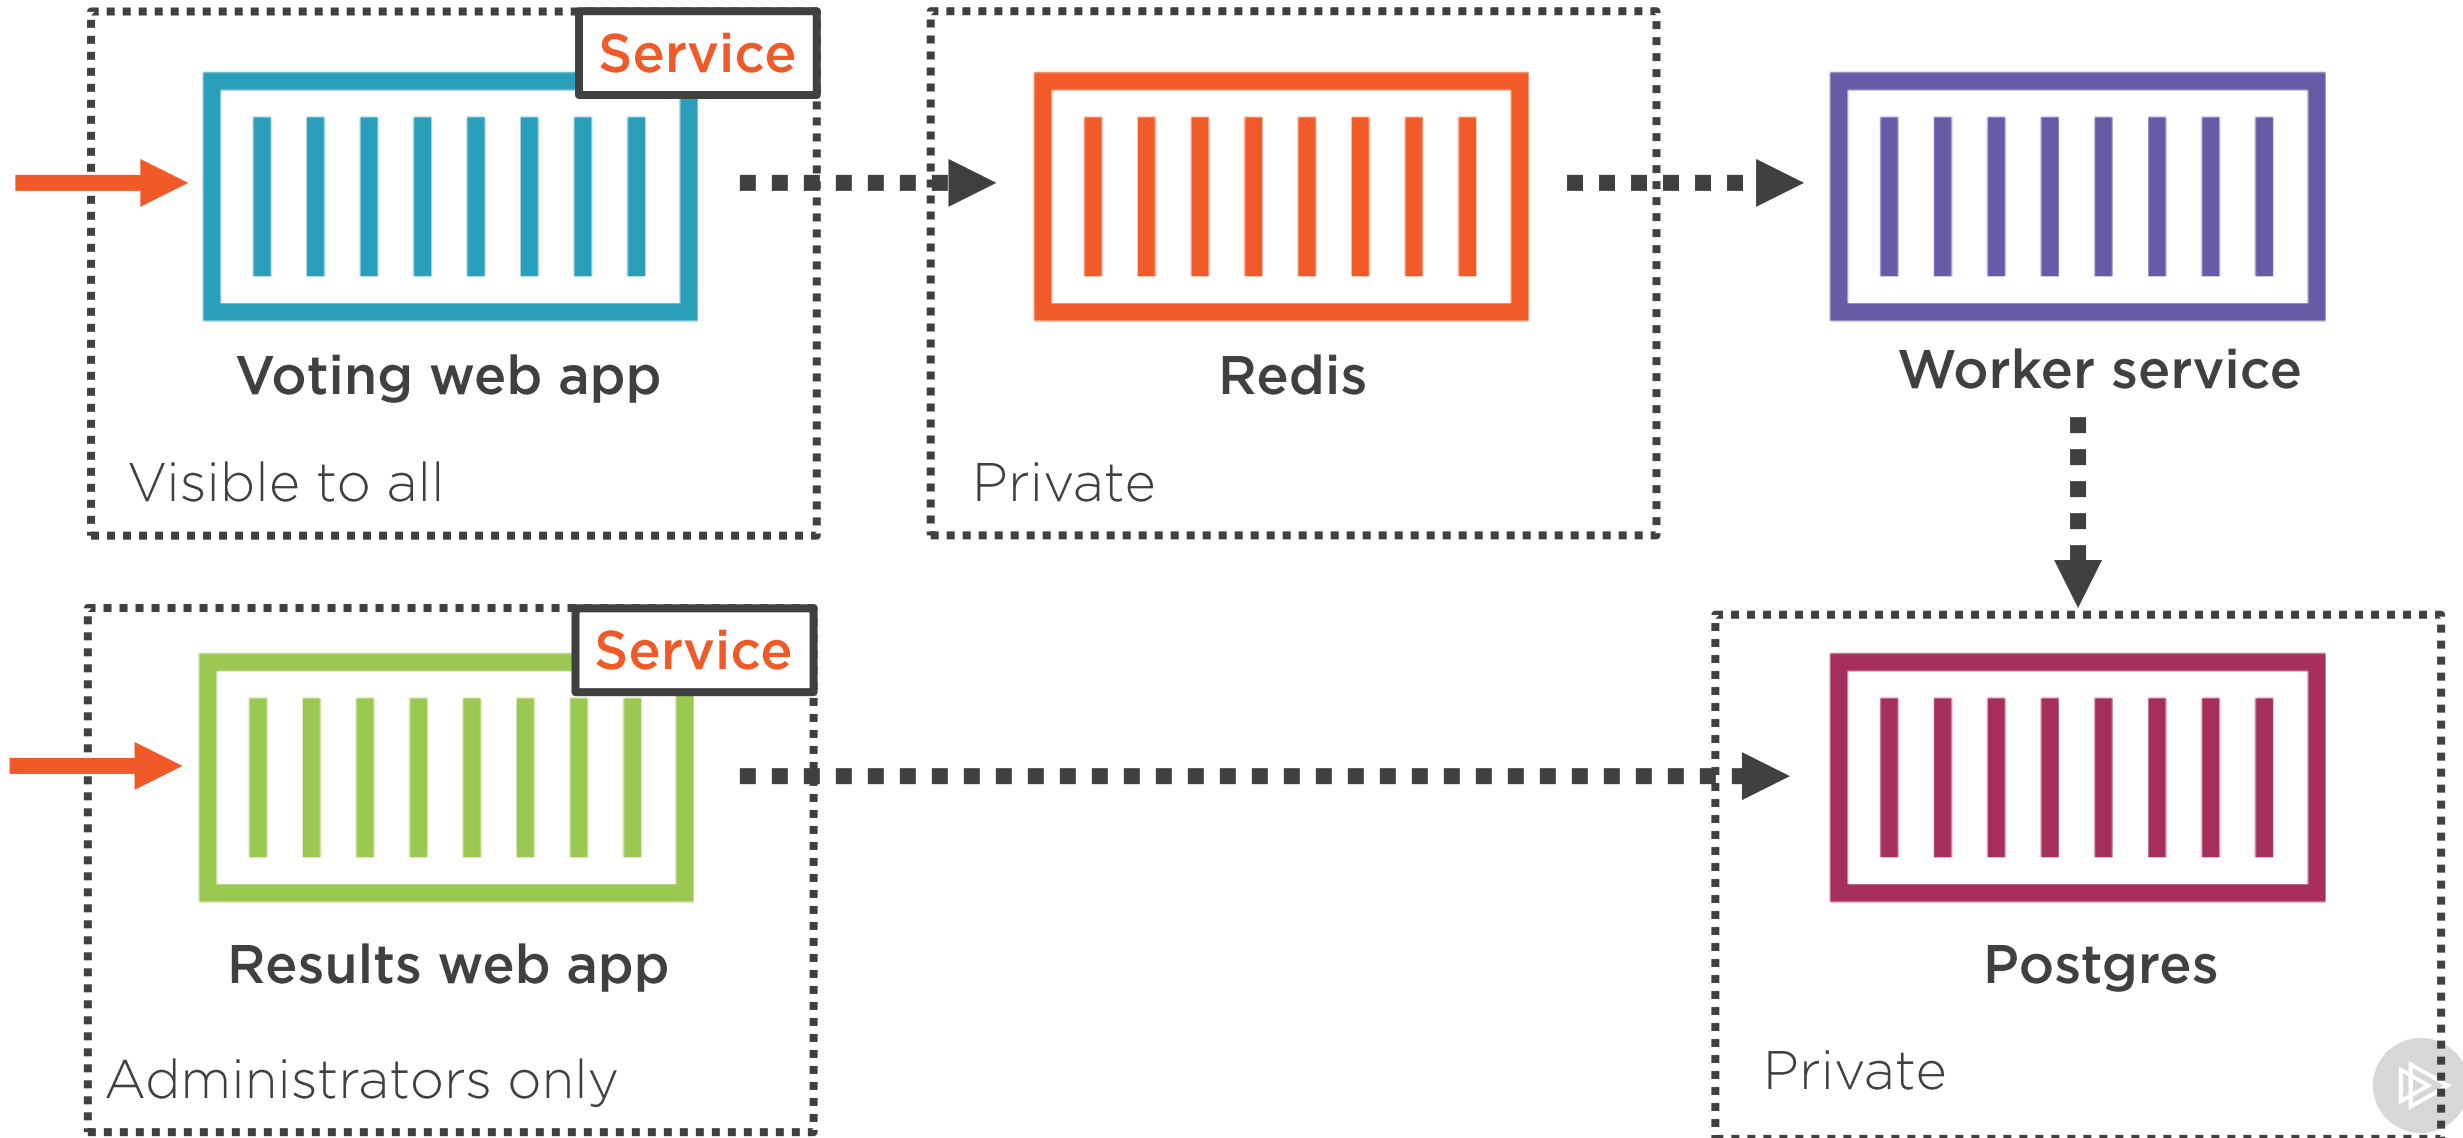 Service
Voting web app
Visible to all
Redis
Private
Worker service
Service
Results web app
Administrators only
Postgres
Private